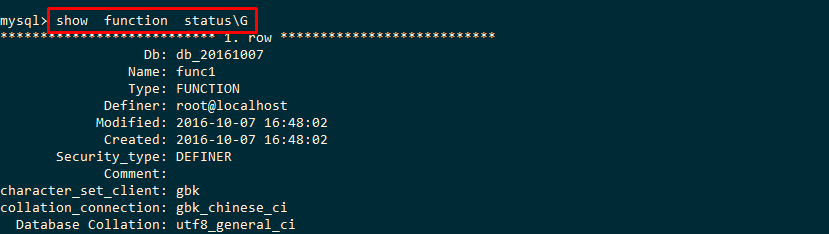 mysql> show  function  status\G
*************************** 1. row ***************************
                  Db: db_20161007
                Name: func1
                Type: FUNCTION
             Definer: root@localhost
            Modified: 2016-10-07 16:48:02
             Created: 2016-10-07 16:48:02
       Security_type: DEFINER
             Comment:
character_set_client: gbk
collation_connection: gbk_chinese_ci
  Database Collation: utf8_general_ci